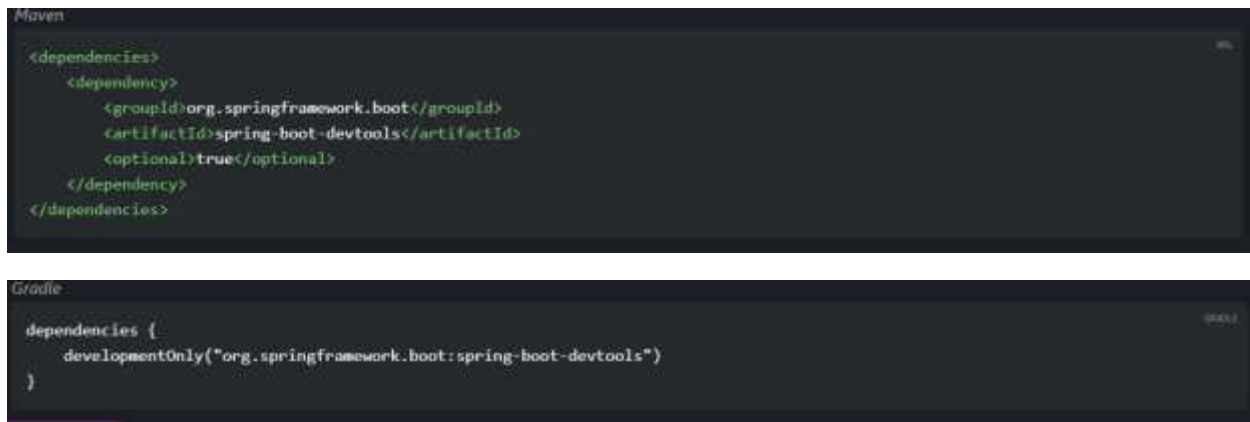 Maven
<dependencies>
<dependency>
<groupId>org.springframework.boot</groupId>
<artifactId>spring-boot-devtools</artifactId>
<optional>true</optional>
</dependency>
</dependencies>
Gradle
dependencies {
developmentOnly("org.springframework.boot:spring-boot-devtools")
}